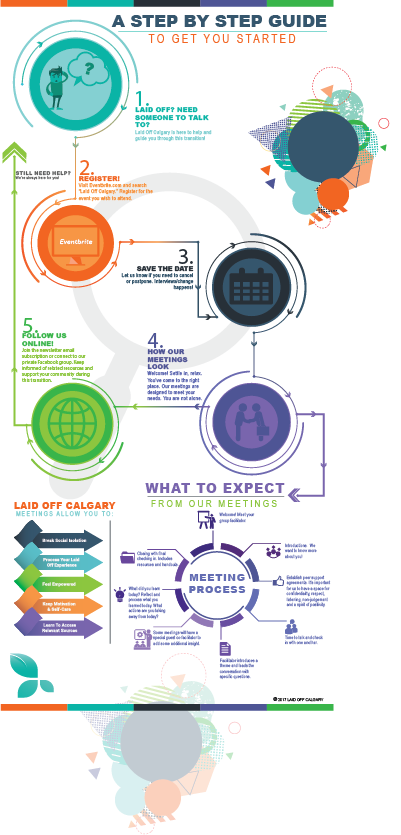 A STEP BY STEP GUIDE
TO GET YOU STARTED
?
1.
LAID OFF? NEED
SOMEONE TO TALK
TO?
Laid Off Calgary is here to help and
guide you through this transition!
STILL NEED HELP?
We're always here for you!
2.
REGISTER!
Visit Eventbrite.com and search
"Laid Off Calgary." Register for the
event you wish to attend.
Eventbrite
3.
SAVE THE DATE
Let us know if you need to cancel
or postpone. Interviews/change
happens!
5.
FOLLOW US
ONLINE!
Join the newsletter email
subscription or connect to our
private Facebook group. Keep
informed of related resources and
support your community during
this transition.
4.
HOW OUR
MEETINGS
LOOK
Welcome! Settle in, relax.
You've come to the right
place. Our meetings are
designed to meet your
needs. You are not alone.
WHAT TO EXPECT
FROM OUR MEETINGS
LAID OFF CALGARY
MEETINGS ALLOW YOU TO:
Break Social Isolation
Process Your Laid
Off Experience
Feel Empowered
Keep Motivation
& Self-Care
Learn To Access
Relevant Sources
MEETING
PROCESS
Welcome! Meet your
group facilitator
Introductions. We
want to know more
about you!
Establish peer support
agreements. It's important
for us to have a space for
confidentiality, respect,
listening, non-judgement
and a spirit of positivity.
Time to talk and check
in with one another.
Facilitator introduces a
theme and leads the
conversation with
specific questions.
Some meetings will have a
special guest or facilitator to
add some additional insight.
What did you learn
today? Reflect and
process what you
learned today. What
actions are you taking
away from today?
Closing with final
checking in. Includes
resources and handouts.
© 2017 LAID OFF CALGARY